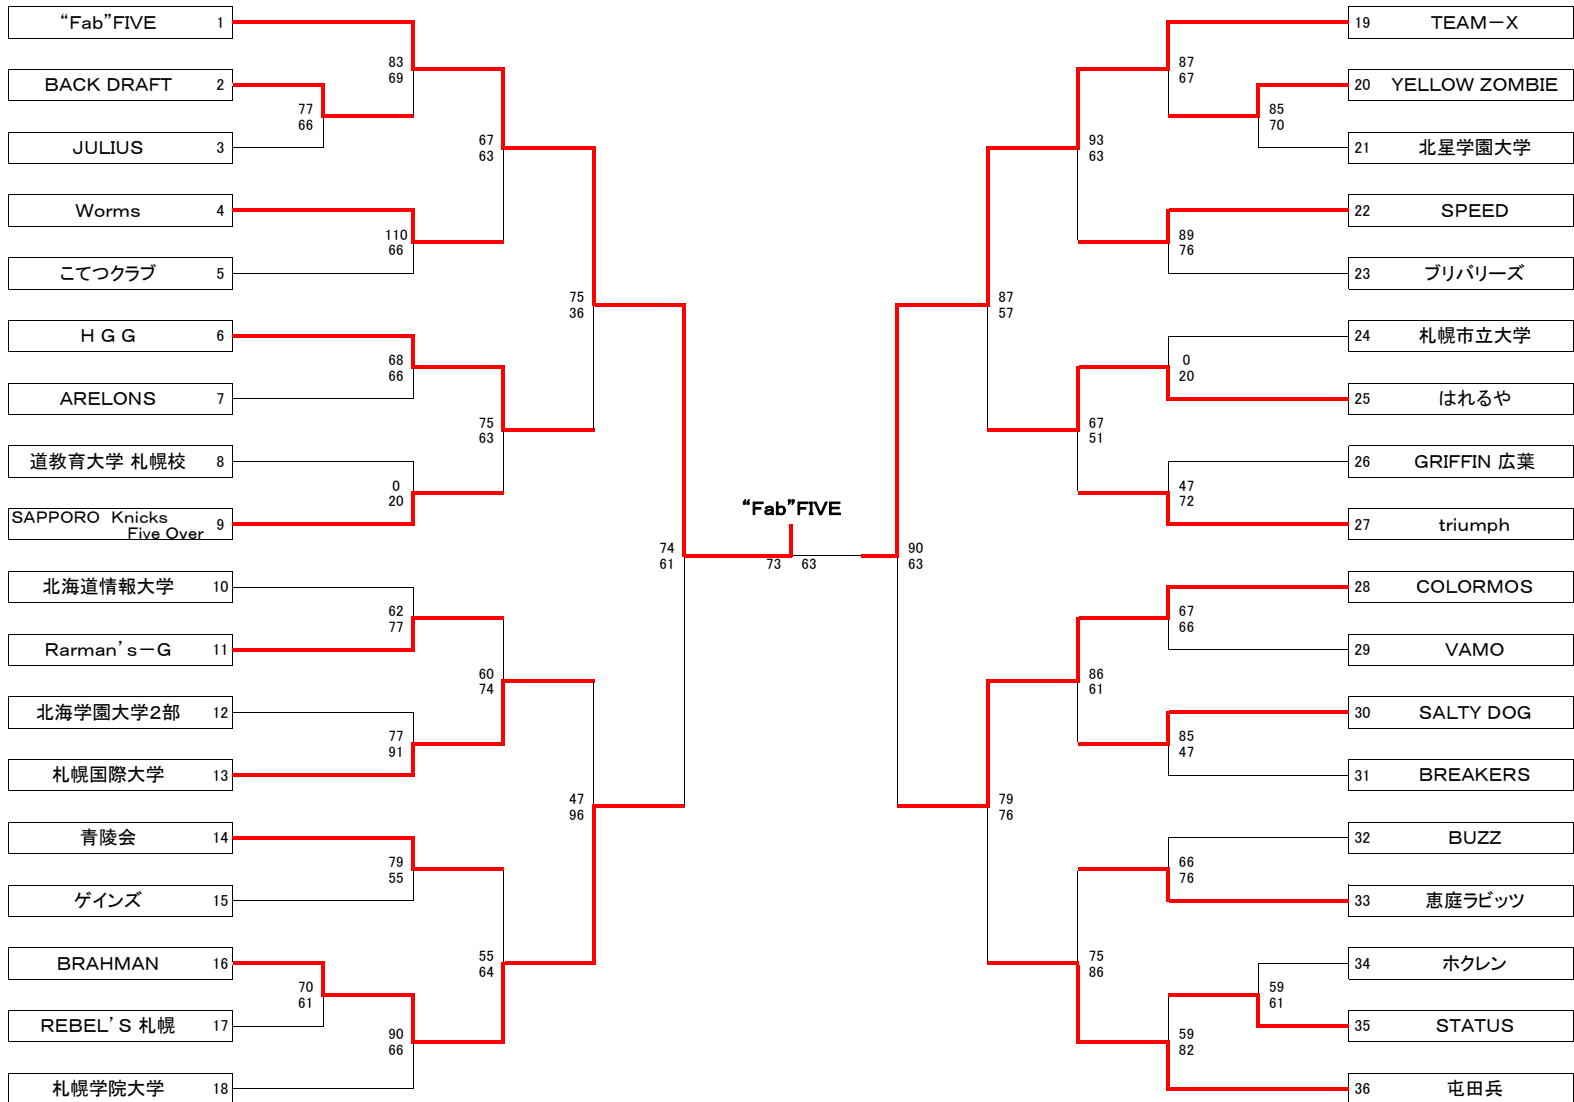 “Fab”FIVE 1
83
69
BACK DRAFT 2
77
66
JULIUS 3
67
63
Worms 4
110
66
こてつクラブ 5
75
36
H G G 6
68
66
ARELONS 7
75
63
道教育大学 札幌校 8
0
20
SAPPORO Knicks
Five Over 9
74
61
北海道情報大学 10
62
77
Rarman’s－G 11
60
74
北海学園大学2部 12
77
91
札幌国際大学 13
47
96
青陵会 14
79
55
ゲインズ 15
55
64
BRAHMAN 16
70
61
REBEL’S 札幌 17
90
66
札幌学院大学 18
“Fab”FIVE
73 63
19 TEAM－X
87
67
20 YELLOW ZOMBIE
85
70
21 北星学園大学
93
63
22 SPEED
89
76
23 ブリバリーズ
87
57
24 札幌市立大学
0
20
25 はれるや
67
51
26 GRIFFIN 広葉
47
72
27 triumph
90
63
28 COLORMOS
67
66
29 VAMO
86
61
30 SALTY DOG
85
47
31 BREAKERS
79
76
32 BUZZ
66
76
33 恵庭ラビッツ
75
86
34 ホクレン
59
61
35 STATUS
59
82
36 屯田兵